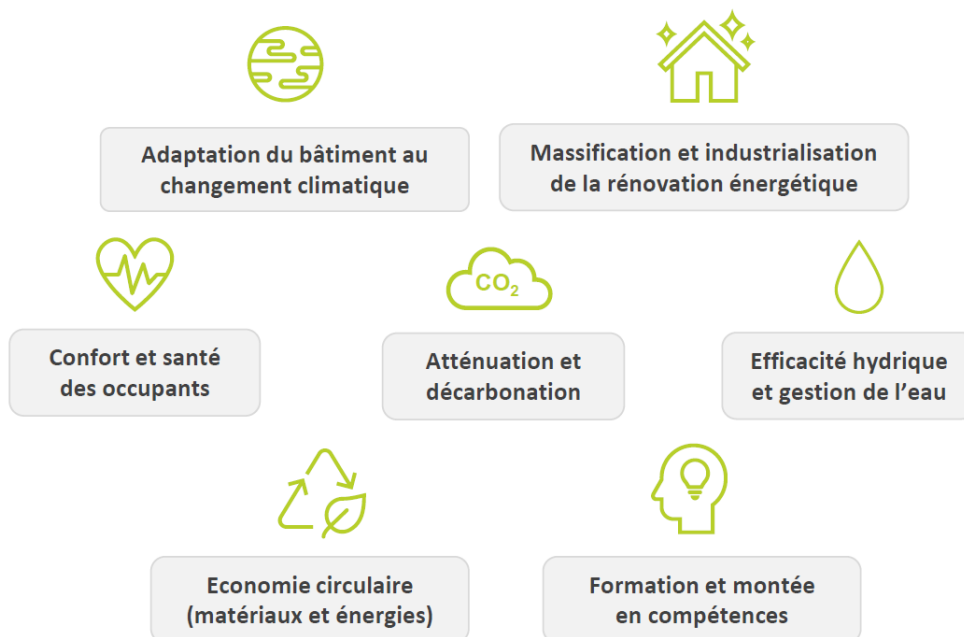 Adaptation du bâtiment au
changement climatique
Massification et industrialisation
de la rénovation énergétique
CO₂
Confort et santé
des occupants
Atténuation et
décarbonation
Efficacité hydrique
et gestion de l’eau
Economie circulaire
(matériaux et énergies)
Formation et montée
en compétences